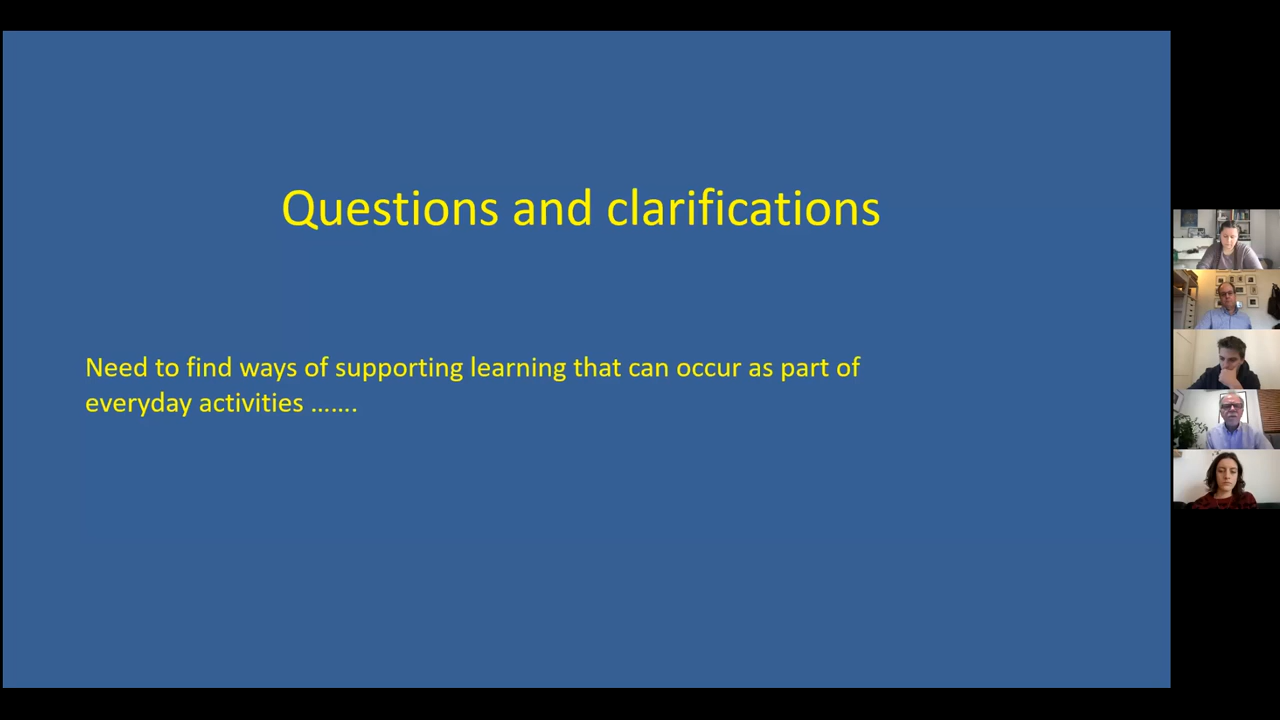 Questions and clarifications
Need to find ways of supporting learning that can occur as part of
everyday activities …….